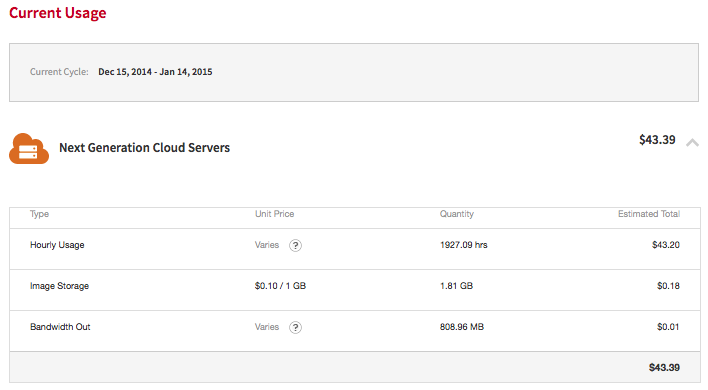 Current Usage
Current Cycle: Dec 15, 2014 - Jan 14, 2015
Next Generation Cloud Servers $43.39
Type Unit Price Quantity Estimated Total
Hourly Usage Varies ? 1927.09 hrs $43.20
Image Storage $0.10 / 1 GB 1.81 GB $0.18
Bandwidth Out Varies ? 808.96 MB $0.01
$43.39